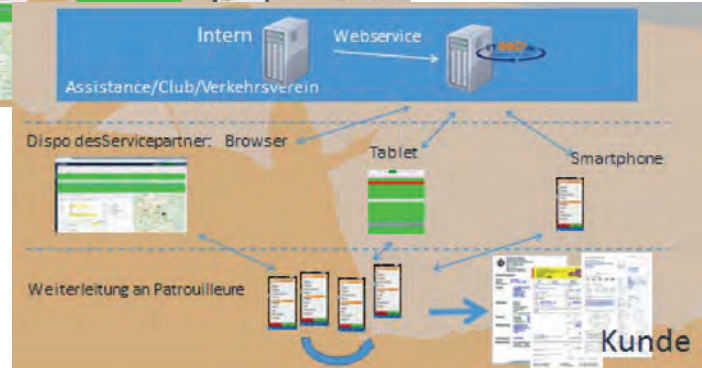 Intern
Webservice
Assistance/Club/Verkehrsverein
Dispo desServicepartner: Browser
Tablet
Smartphone
Weiterleitung an Patrouilleure
Kunde